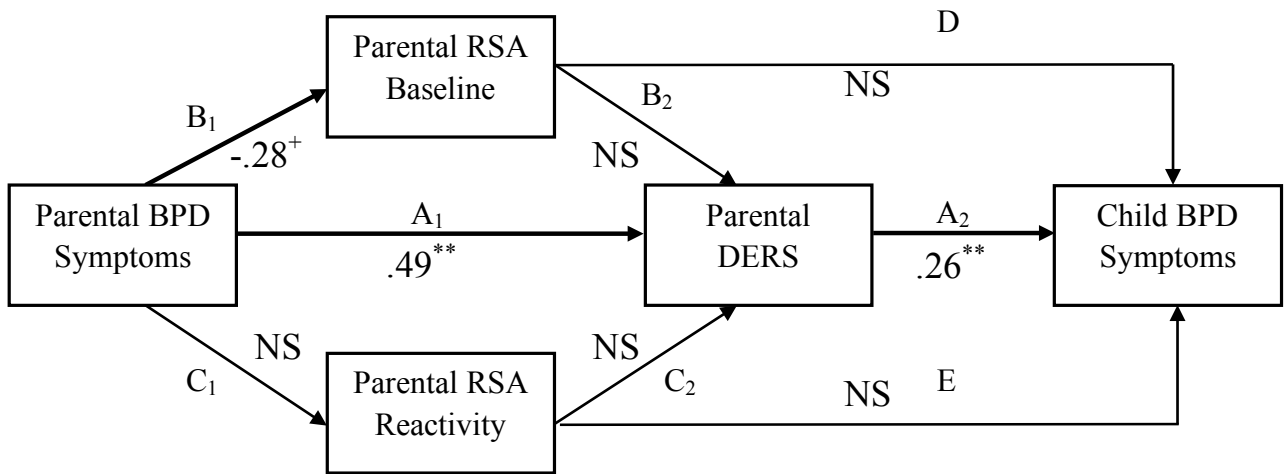 Parental RSA
Baseline
D
NS
B₁
-.28⁺
B₂
NS
Parental BPD
Symptoms
A₁
.49**
Parental
DERS
A₂
.26**
Child BPD
Symptoms
NS
C₁
Parental RSA
Reactivity
NS
C₂
E
NS